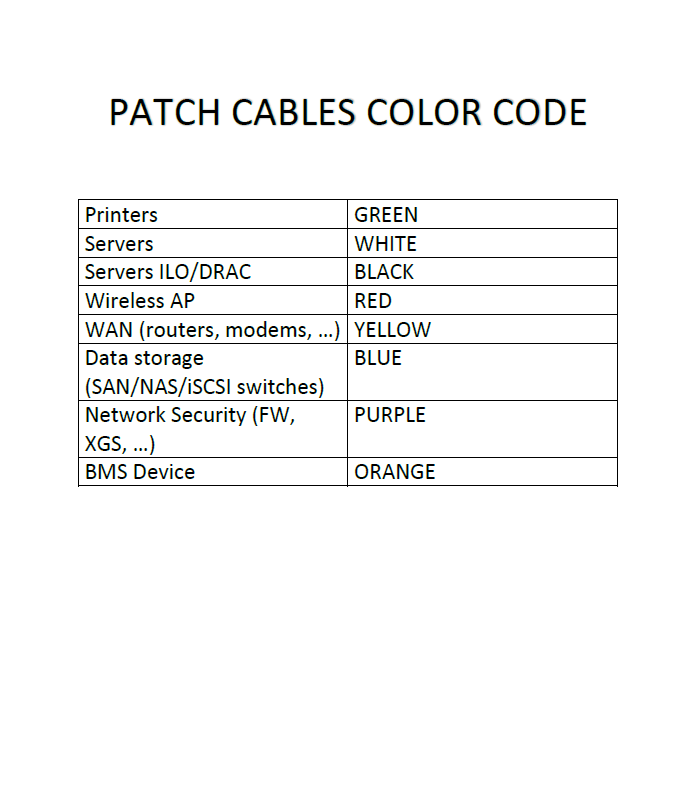 PATCH CABLES COLOR CODE
Printers GREEN
Servers WHITE
Servers ILO/DRAC BLACK
Wireless AP RED
WAN (routers, modems, ...) YELLOW
Data storage BLUE
(SAN/NAS/iSCSI switches)
Network Security (FW, PURPLE
XGS, ...)
BMS Device ORANGE